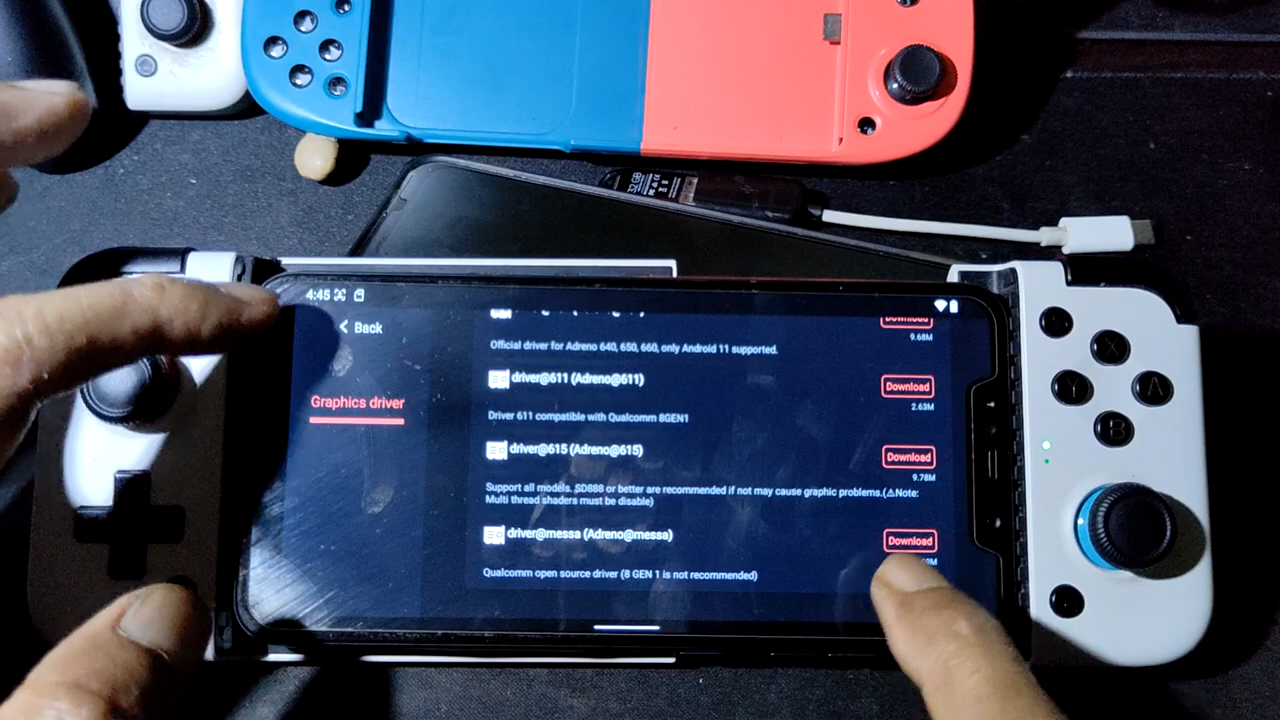 32 GB
4:45
Back
Download
9.68M
Official driver for Adreno 640, 650, 660, only Android 11 supported.
driver@611 (Adreno@611)
Download
2.63M
Graphics driver
Driver 611 compatible with Qualcomm 8GEN1
driver@615 (Adreno@615)
Download
9.78M
Support all models. SD888 or better are recommended if not may cause graphic problems.(⚠Note:
Multi thread shaders must be disable)
driver@messa (Adreno@messa)
Download
Qualcomm open source driver (8 GEN 1 is not recommended)
X
Y
A
B